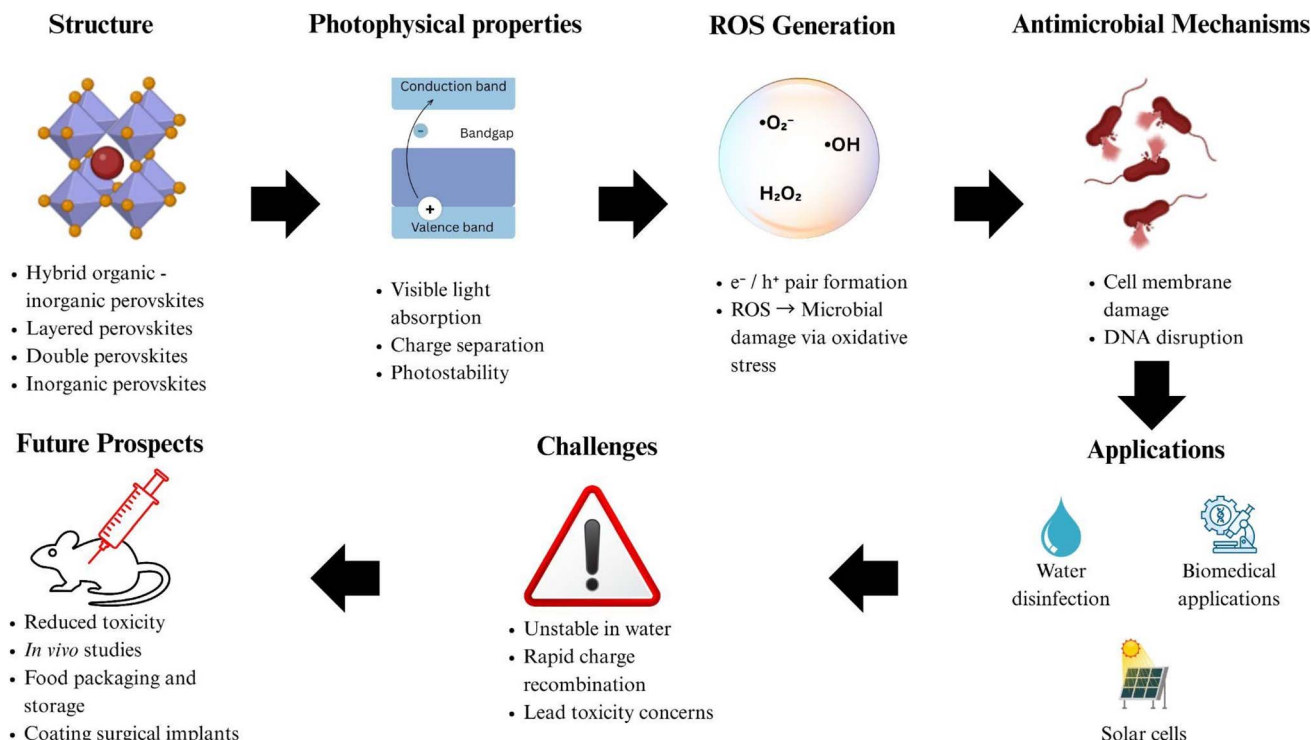 Structure
• Hybrid organic -
inorganic perovskites
• Layered perovskites
• Double perovskites
• Inorganic perovskites
Photophysical properties
Conduction band
-
Bandgap
+
Valence band
• Visible light
absorption
• Charge separation
• Photostability
ROS Generation
•O₂⁻
•OH
H₂O₂
• e⁻ / h⁺ pair formation
• ROS → Microbial
damage via oxidative
stress
Antimicrobial Mechanisms
• Cell membrane
damage
• DNA disruption
Applications
Water
disinfection
Biomedical
applications
Solar cells
Challenges
!
• Unstable in water
• Rapid charge
recombination
• Lead toxicity concerns
Future Prospects
• Reduced toxicity
• In vivo studies
• Food packaging and
storage
• Coating surgical implants